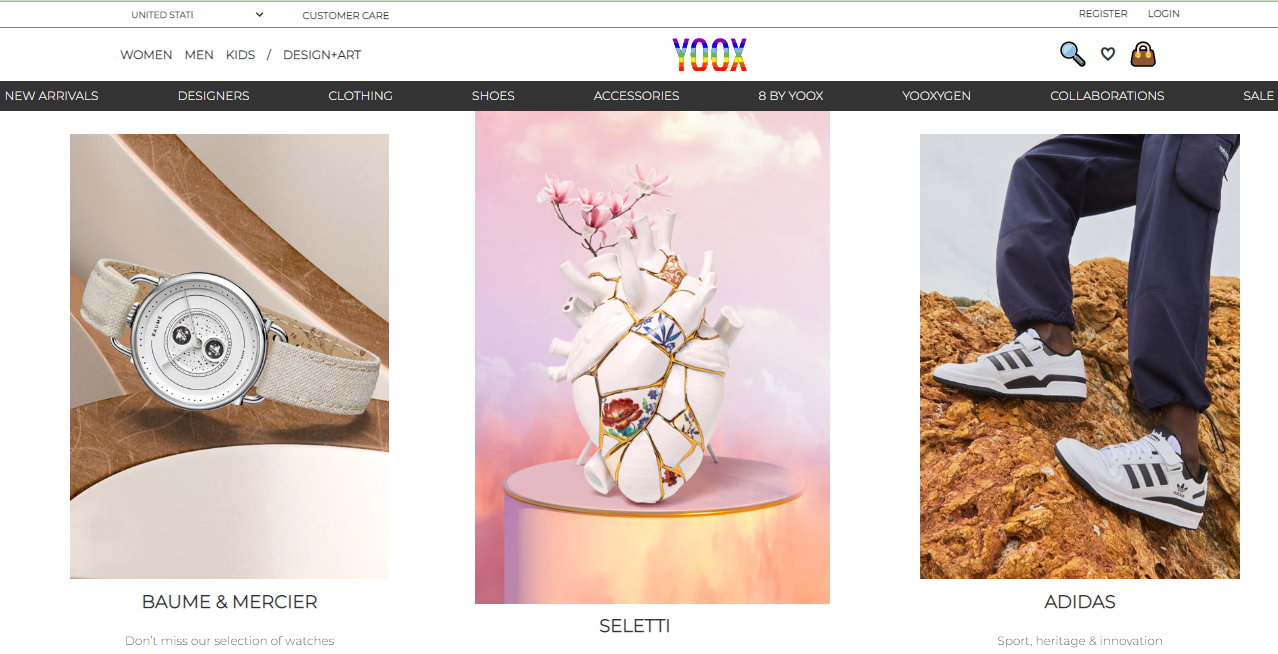 UNITED STATE
CUSTOMER CARE
REGISTER
LOGIN
WOMEN MEN KIDS / DESIGN+ART
YOOX
NEW ARRIVALS DESIGNERS CLOTHING SHOES ACCESSORIES 8 BY YOOX YOOXYGEN COLLABORATIONS SALE
BAUME
BAUME & MERCIER
Don't miss our selection of watches
SELETTI
ADIDAS
Sport, heritage & innovation